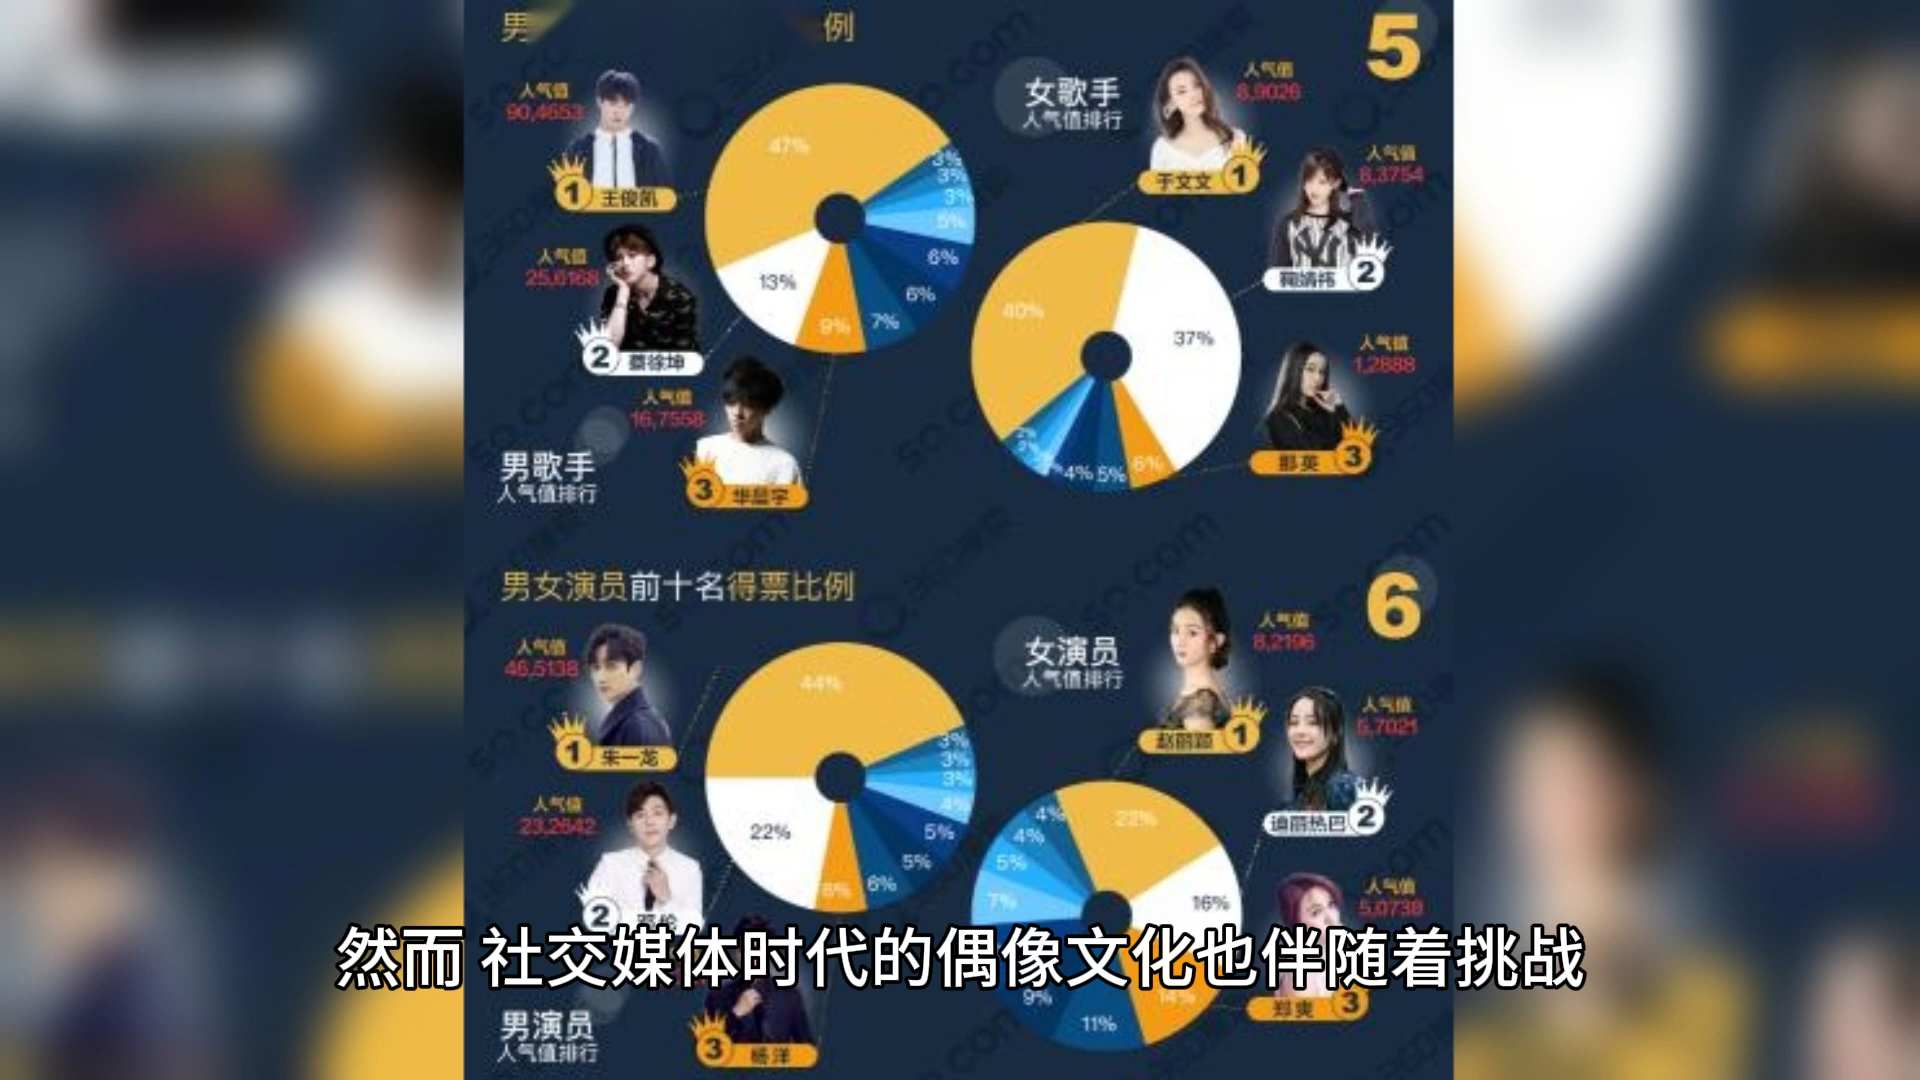 男
例
5
人气值
90,4653
1 王俊凯
人气值
25,6168
2 蔡徐坤
人气值
16,7558
3 华晨宇
男歌手
人气值排行
47%
3%
3%
3%
5%
6%
6%
7%
9%
13%
女歌手
人气值排行
人气值
8,9026
1 于文文
人气值
8,3754
2 鞠婧祎
人气值
1,2888
3 那英
40%
37%
6%
5%
4%
2%
2%
男女演员前十名得票比例
6
人气值
46,5138
1 朱一龙
人气值
23,2642
2
3 杨洋
男演员
人气值排行
44%
3%
3%
3%
4%
5%
5%
6%
22%
女演员
人气值排行
人气值
8,2196
1 赵丽颖
人气值
5,7021
2 迪丽热巴
人气值
5,0738
3 郑爽
22%
16%
14%
11%
9%
7%
5%
4%
4%
so.com
然而 社交媒体时代的偶像文化也伴随着挑战